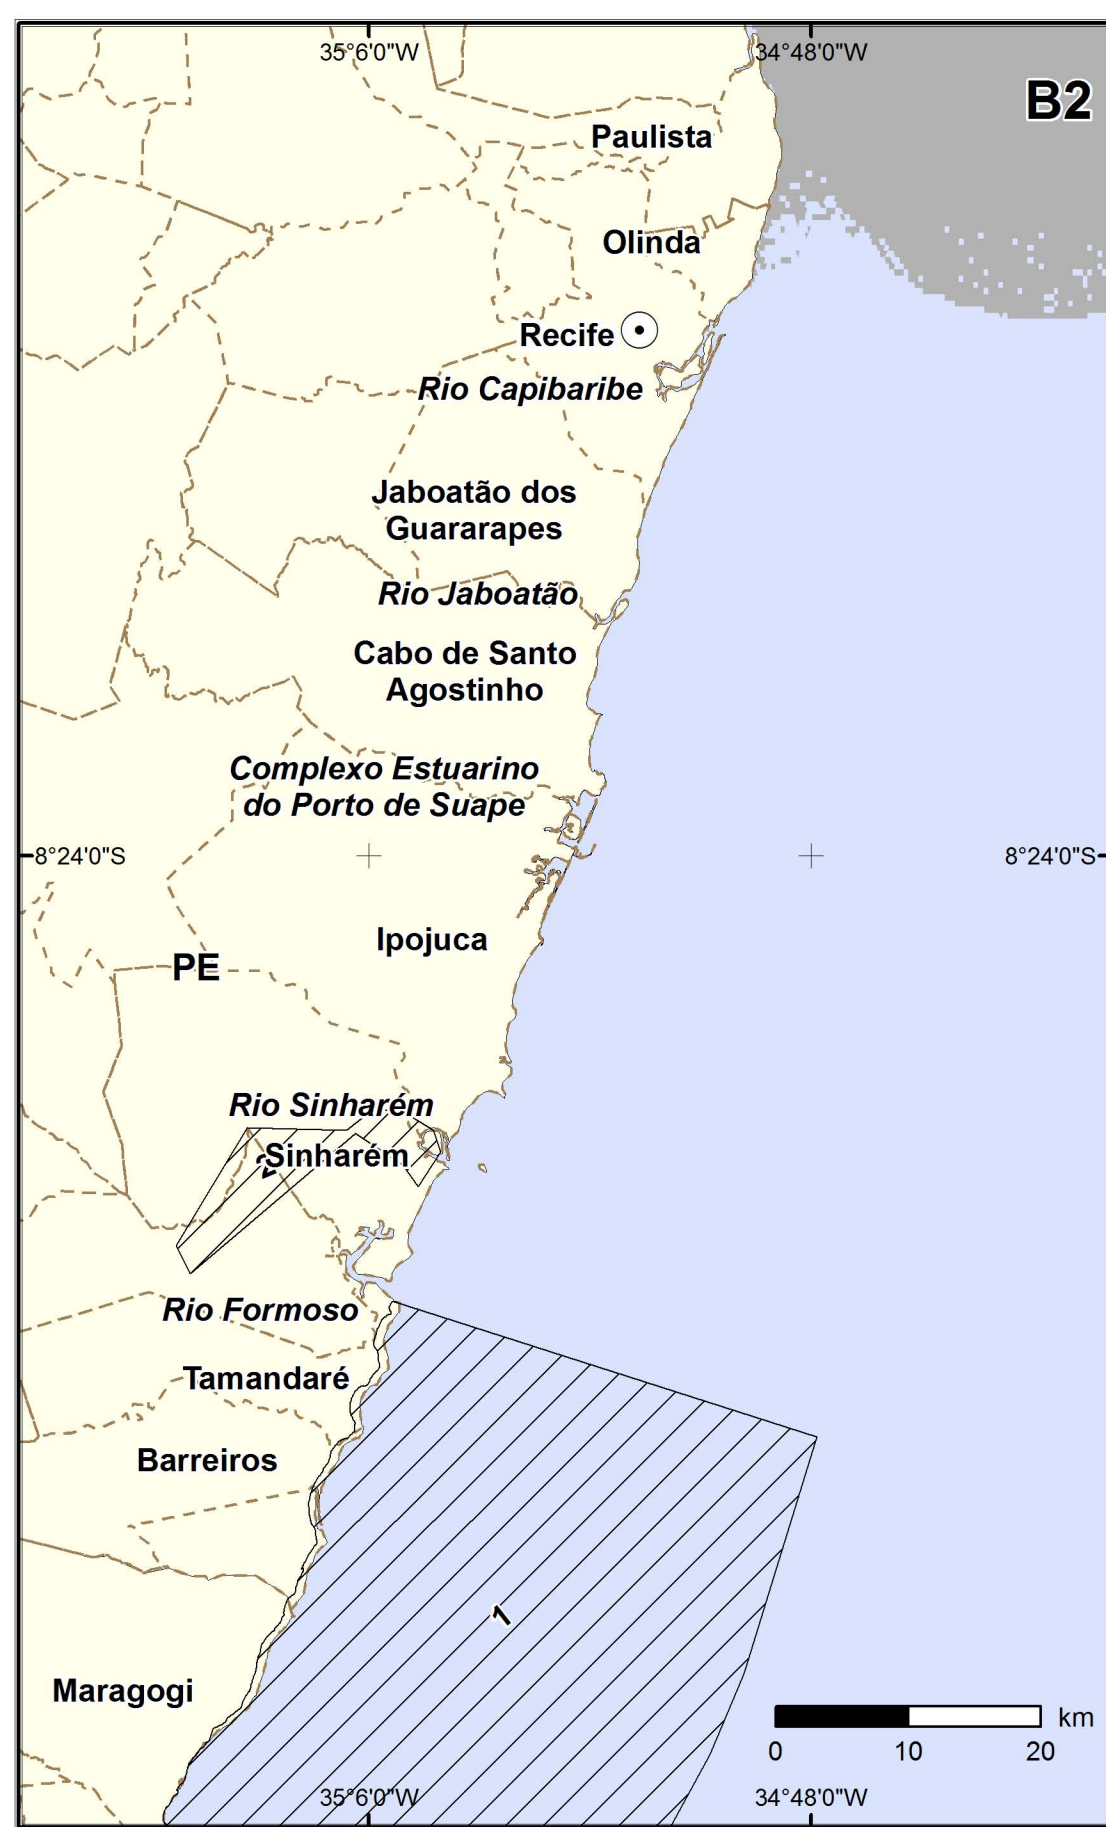 35°6'0"W
34°48'0"W
B2
Paulista
Olinda
Recife
Rio Capibaribe
Jaboatão dos
Guararapes
Rio Jaboatão
Cabo de Santo
Agostinho
Complexo Estuarino
do Porto de Suape
8°24'0"S
8°24'0"S
Ipojuca
PE
Rio Sinharém
2
Sinharém
Rio Formoso
Tamandaré
Barreiros
1
Maragogi
km
0
10
20
35°6'0"W
34°48'0"W